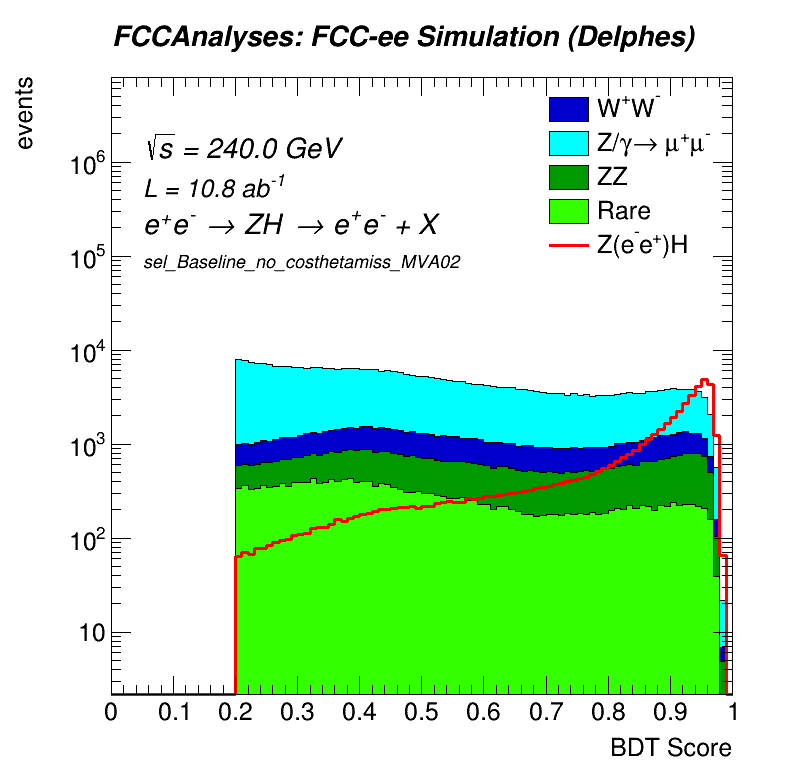 FCCAnalyses: FCC-ee Simulation (Delphes)
events
√s = 240.0 GeV
L = 10.8 ab⁻¹
e⁺e⁻ → ZH → e⁺e⁻ + X
sel_Baseline_no_costhetamiss_MVA02
W⁺W⁻
Z/γ→ μ⁺μ⁻
ZZ
Rare
Z(e⁻e⁺)H
10⁶
10⁵
10⁴
10³
10²
10
0 0.1 0.2 0.3 0.4 0.5 0.6 0.7 0.8 0.9 1
BDT Score